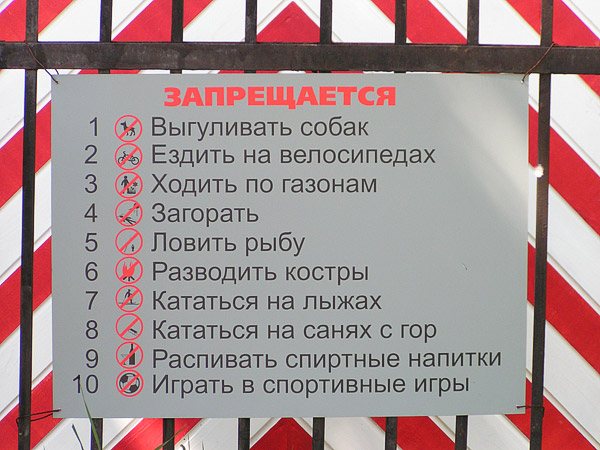 ЗАПРЕЩАЕТСЯ
1 Выгуливать собак
2 Ездить на велосипедах
3 Ходить по газонам
4 Загорать
5 Ловить рыбу
6 Разводить костры
7 Кататься на лыжах
8 Кататься на санях с гор
9 Распивать спиртные напитки
10 Играть в спортивные игры